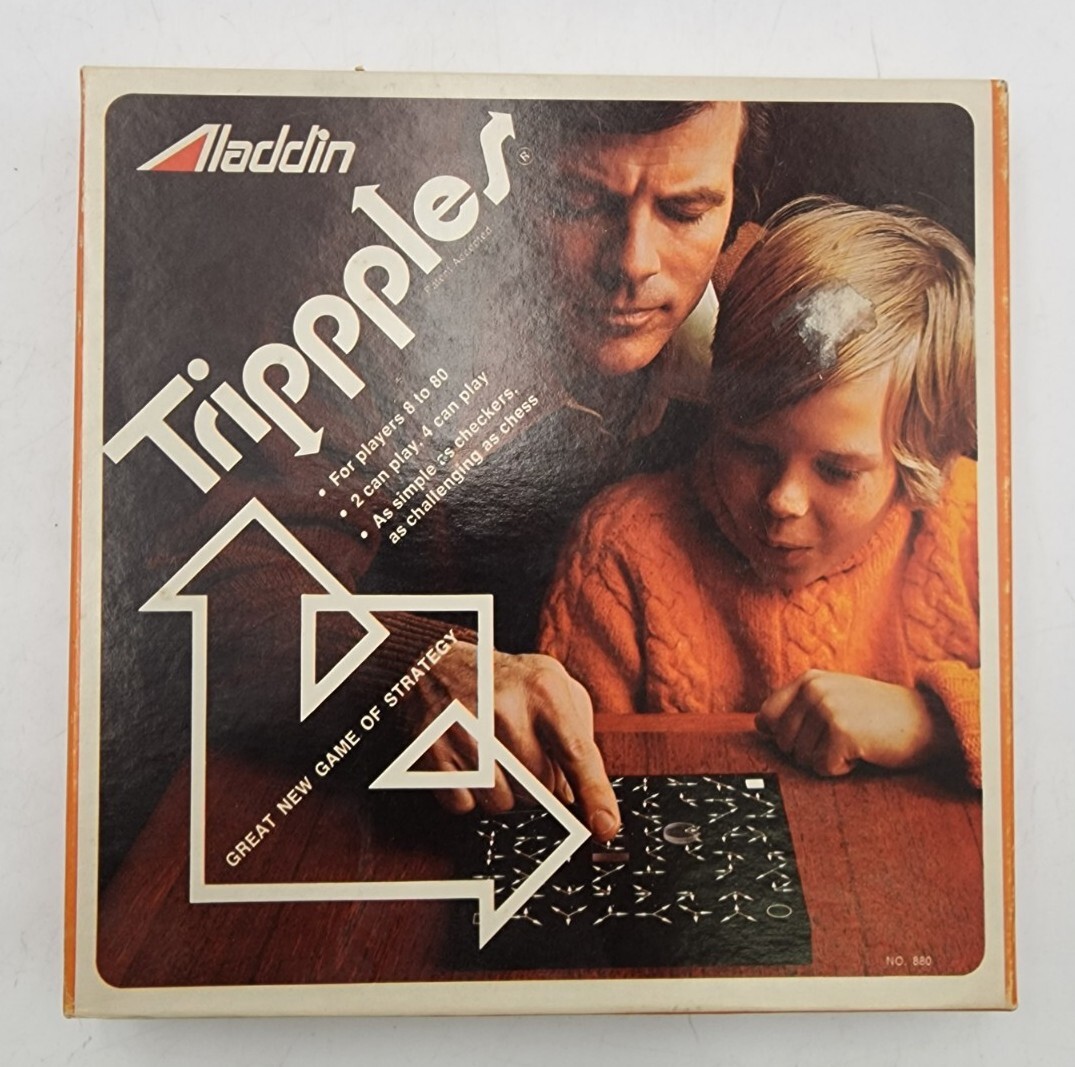 Aladdin
Tripples®
Patent Accepted
• For players 8 to 80
• 2 can play, 4 can play
• As simple as checkers,
as challenging as chess
GREAT NEW GAME OF STRATEGY
NO. 880